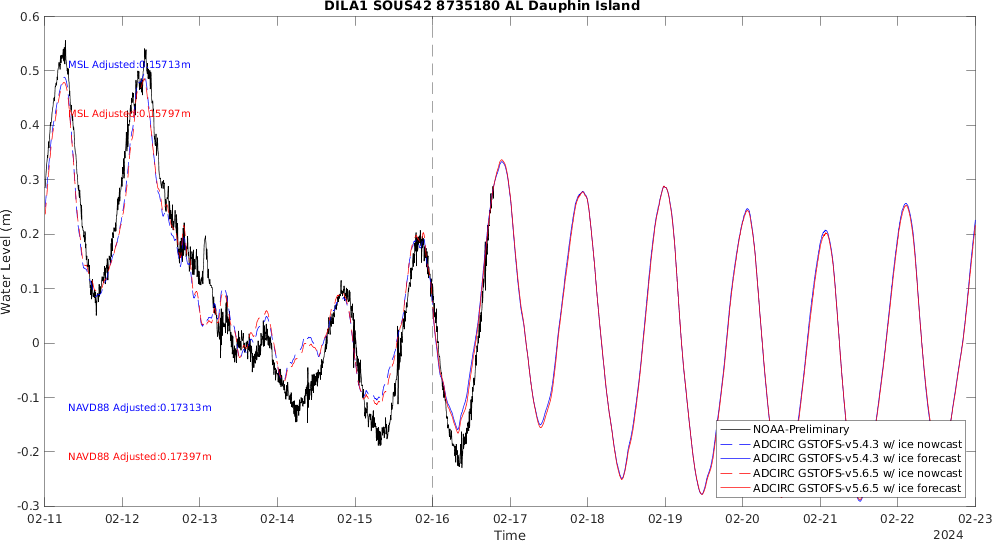 DILA1 SOUS42 8735180 AL Dauphin Island
0.6
0.5
0.4
0.3
0.2
0.1
0
-0.1
-0.2
-0.3
Water Level (m)
MSL Adjusted:0.15713m
MSL Adjusted:0.15797m
NAVD88 Adjusted:0.17313m
NAVD88 Adjusted:0.17397m
NOAA-Preliminary
ADCIRC GSTOFS-v5.4.3 w/ ice nowcast
ADCIRC GSTOFS-v5.4.3 w/ ice forecast
ADCIRC GSTOFS-v5.6.5 w/ ice nowcast
ADCIRC GSTOFS-v5.6.5 w/ ice forecast
02-11 02-12 02-13 02-14 02-15 02-16 02-17 02-18 02-19 02-20 02-21 02-22 02-23
Time
2024